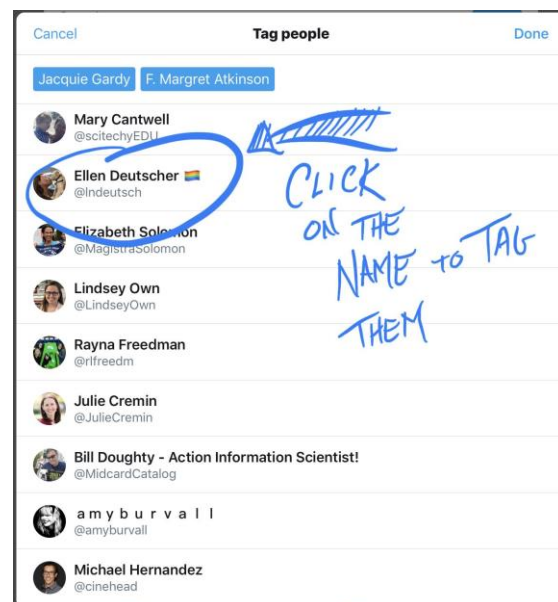 Cancel Tag people Done
Jacquie Gardy F. Margret Atkinson
Mary Cantwell
@scitechyEDU
Ellen Deutscher 🏳️‍🌈
@lndeutsch
CLICK
ON THE
NAME TO TAG
THEM
Elizabeth Solomon
@MagistraSolomon
Lindsey Own
@LindseyOwn
Rayna Freedman
@rlfreedm
Julie Cremin
@JulieCremin
Bill Doughty - Action Information Scientist!
@MidcardCatalog
a m y b u r v a l l
@amyburvall
Michael Hernandez
@cinehead